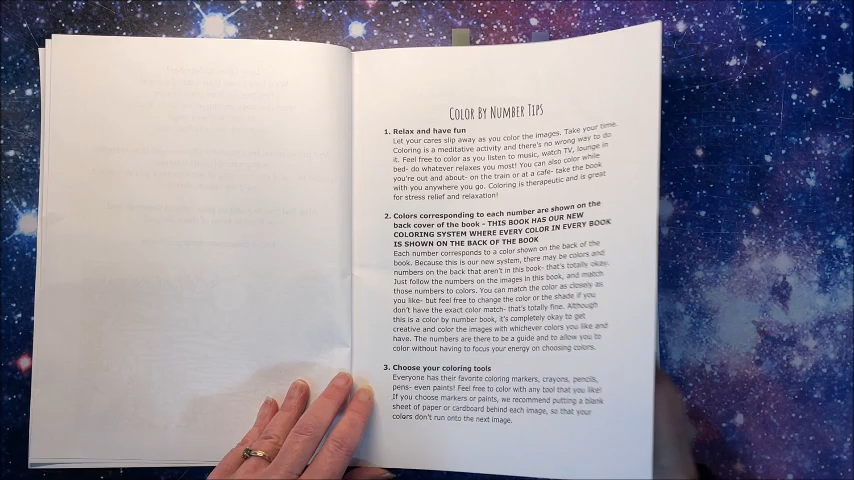 COLOR BY NUMBER TIPS
1. Relax and have fun
Let your cares slip away as you color the images. Take your time.
Coloring is a meditative activity and there's no wrong way to do
it. Feel free to color as you listen to music, watch TV, lounge in
bed- do whatever relaxes you most! You can also color while
you're out and about- on the train or at a cafe- take the book
with you anywhere you go. Coloring is therapeutic and is great
for stress relief and relaxation!
2. Colors corresponding to each number are shown on the
back cover of the book - THIS BOOK HAS OUR NEW
COLORING SYSTEM WHERE EVERY COLOR IN EVERY BOOK
IS SHOWN ON THE BACK OF THE BOOK
Each number corresponds to a color shown on the back of the
book. Because this is our new system, there may be colors and
numbers on the back that aren't in this book- that's totally okay.
Just follow the numbers on the images in this book, and match
those numbers to colors. You can match the color as closely as
you like- but feel free to change the color or the shade if you
don't have the exact color match- that's totally fine. Although
this is a color by number book, it's completely okay to get
creative and color the images with whichever colors you like and
have. The numbers are there to be a guide and to allow you to
color without having to focus your energy on choosing colors.
3. Choose your coloring tools
Everyone has their favorite coloring markers, crayons, pencils,
pens- even paints! Feel free to color with any tool that you like!
If you choose markers or paints, we recommend putting a blank
sheet of paper or cardboard behind each image, so that your
colors don't run onto the next image.